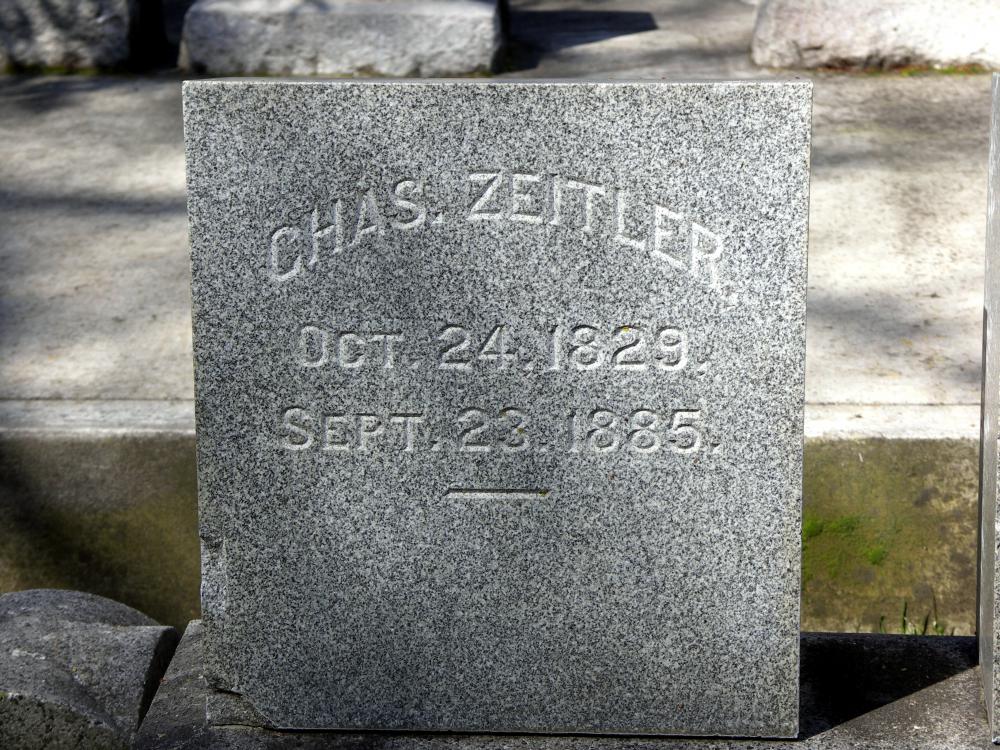 CHAS. ZEITLER.
OCT. 24. 1829.
SEPT. 23. 1885.